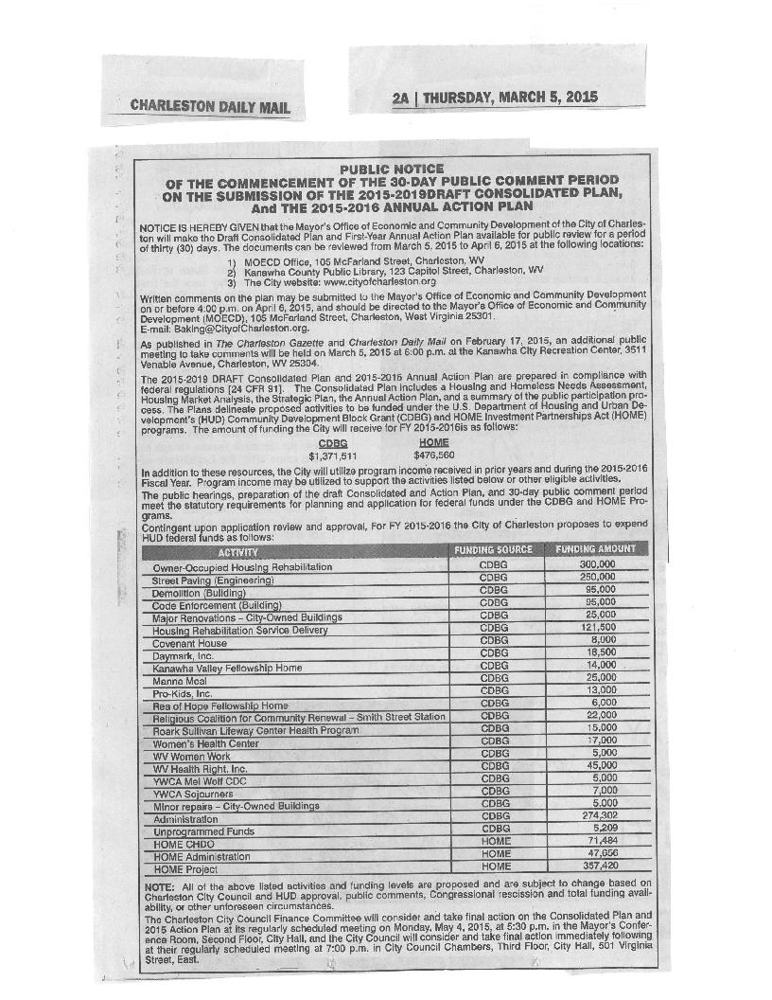 CHARLESTON DAILY MAIL
2A | THURSDAY, MARCH 5, 2015
PUBLIC NOTICE
OF THE COMMENCEMENT OF THE 30-DAY PUBLIC COMMENT PERIOD
ON THE SUBMISSION OF THE 2015-2019DRAFT CONSOLIDATED PLAN,
And THE 2015-2016 ANNUAL ACTION PLAN
NOTICE IS HEREBY GIVEN that the Mayor's Office of Economic and Community Development of the City of Charles-
ton will make the Draft Consolidated Plan and First-Year Annual Action Plan available for public review for a period
of thirty (30) days. The documents can be reviewed from March 5, 2015 to April 6, 2015 at the following locations:
1) MOECD Office, 105 McFarland Street, Charleston, WV
2) Kanawha County Public Library, 123 Capitol Street, Charleston, WV
3) The City website: www.cityofcharleston.org
Written comments on the plan may be submitted to the Mayor's Office of Economic and Community Development
on or before 4:00 p.m. on April 6, 2015, and should be directed to the Mayor's Office of Economic and Community
Development (MOECD), 105 McFarland Street, Charleston, West Virginia 25301.
E-mail: Baking@CityofCharleston.org.
As published in The Charleston Gazette and Charleston Daily Mail on February 17, 2015, an additional public
meeting to take comments will be held on March 5, 2015 at 6:00 p.m. at the Kanawha City Recreation Center, 3511
Venable Avenue, Charleston, WV 25304.
The 2015-2019 DRAFT Consolidated Plan and 2015-2016 Annual Action Plan are prepared in compliance with
federal regulations [24 CFR 91]. The Consolidated Plan includes a Housing and Homeless Needs Assessment,
Housing Market Analysis, the Strategic Plan, the Annual Action Plan, and a summary of the public participation pro-
cess. The Plans delineate proposed activities to be funded under the U.S. Department of Housing and Urban De-
velopment's (HUD) Community Development Block Grant (CDBG) and HOME Investment Partnerships Act (HOME)
programs. The amount of funding the City will receive for FY 2015-2016is as follows:
CDBG HOME
$1,371,511 $476,560
In addition to these resources, the City will utilize program income received in prior years and during the 2015-2016
Fiscal Year. Program income may be utilized to support the activities listed below or other eligible activities.
The public hearings, preparation of the draft Consolidated and Action Plan, and 30-day public comment period
meet the statutory requirements for planning and application for federal funds under the CDBG and HOME Pro-
grams.
Contingent upon application review and approval, For FY 2015-2016 the City of Charleston proposes to expend
HUD federal funds as follows:
ACTIVITY FUNDING SOURCE FUNDING AMOUNT
Owner-Occupied Housing Rehabilitation CDBG 300,000
Street Paving (Engineering) CDBG 250,000
Demolition (Building) CDBG 95,000
Code Enforcement (Building) CDBG 95,000
Major Renovations – City-Owned Buildings CDBG 25,000
Housing Rehabilitation Service Delivery CDBG 121,500
Covenant House CDBG 8,000
Daymark, Inc. CDBG 18,500
Kanawha Valley Fellowship Home CDBG 14,000
Manna Meal CDBG 25,000
Pro-Kids, Inc. CDBG 13,000
Rea of Hope Fellowship Home CDBG 6,000
Religious Coalition for Community Renewal – Smith Street Station CDBG 22,000
Roark Sullivan Lifeway Center Health Program CDBG 15,000
Women's Health Center CDBG 17,000
WV Women Work CDBG 5,000
WV Health Right, Inc. CDBG 45,000
YWCA Mel Wolf CDC CDBG 5,000
YWCA Sojourners CDBG 7,000
Minor repairs – City-Owned Buildings CDBG 5,000
Administration CDBG 274,302
Unprogrammed Funds CDBG 5,209
HOME CHDO HOME 71,484
HOME Administration HOME 47,656
HOME Project HOME 357,420
NOTE: All of the above listed activities and funding levels are proposed and are subject to change based on
Charleston City Council and HUD approval, public comments, Congressional rescission and total funding avail-
ability, or other unforeseen circumstances.
The Charleston City Council Finance Committee will consider and take final action on the Consolidated Plan and
2015 Action Plan at its regularly scheduled meeting on Monday, May 4, 2015, at 5:30 p.m. in the Mayor's Confer-
ence Room, Second Floor, City Hall, and the City Council will consider and take final action immediately following
at their regularly scheduled meeting at 7:00 p.m. in City Council Chambers, Third Floor, City Hall, 501 Virginia
Street, East.